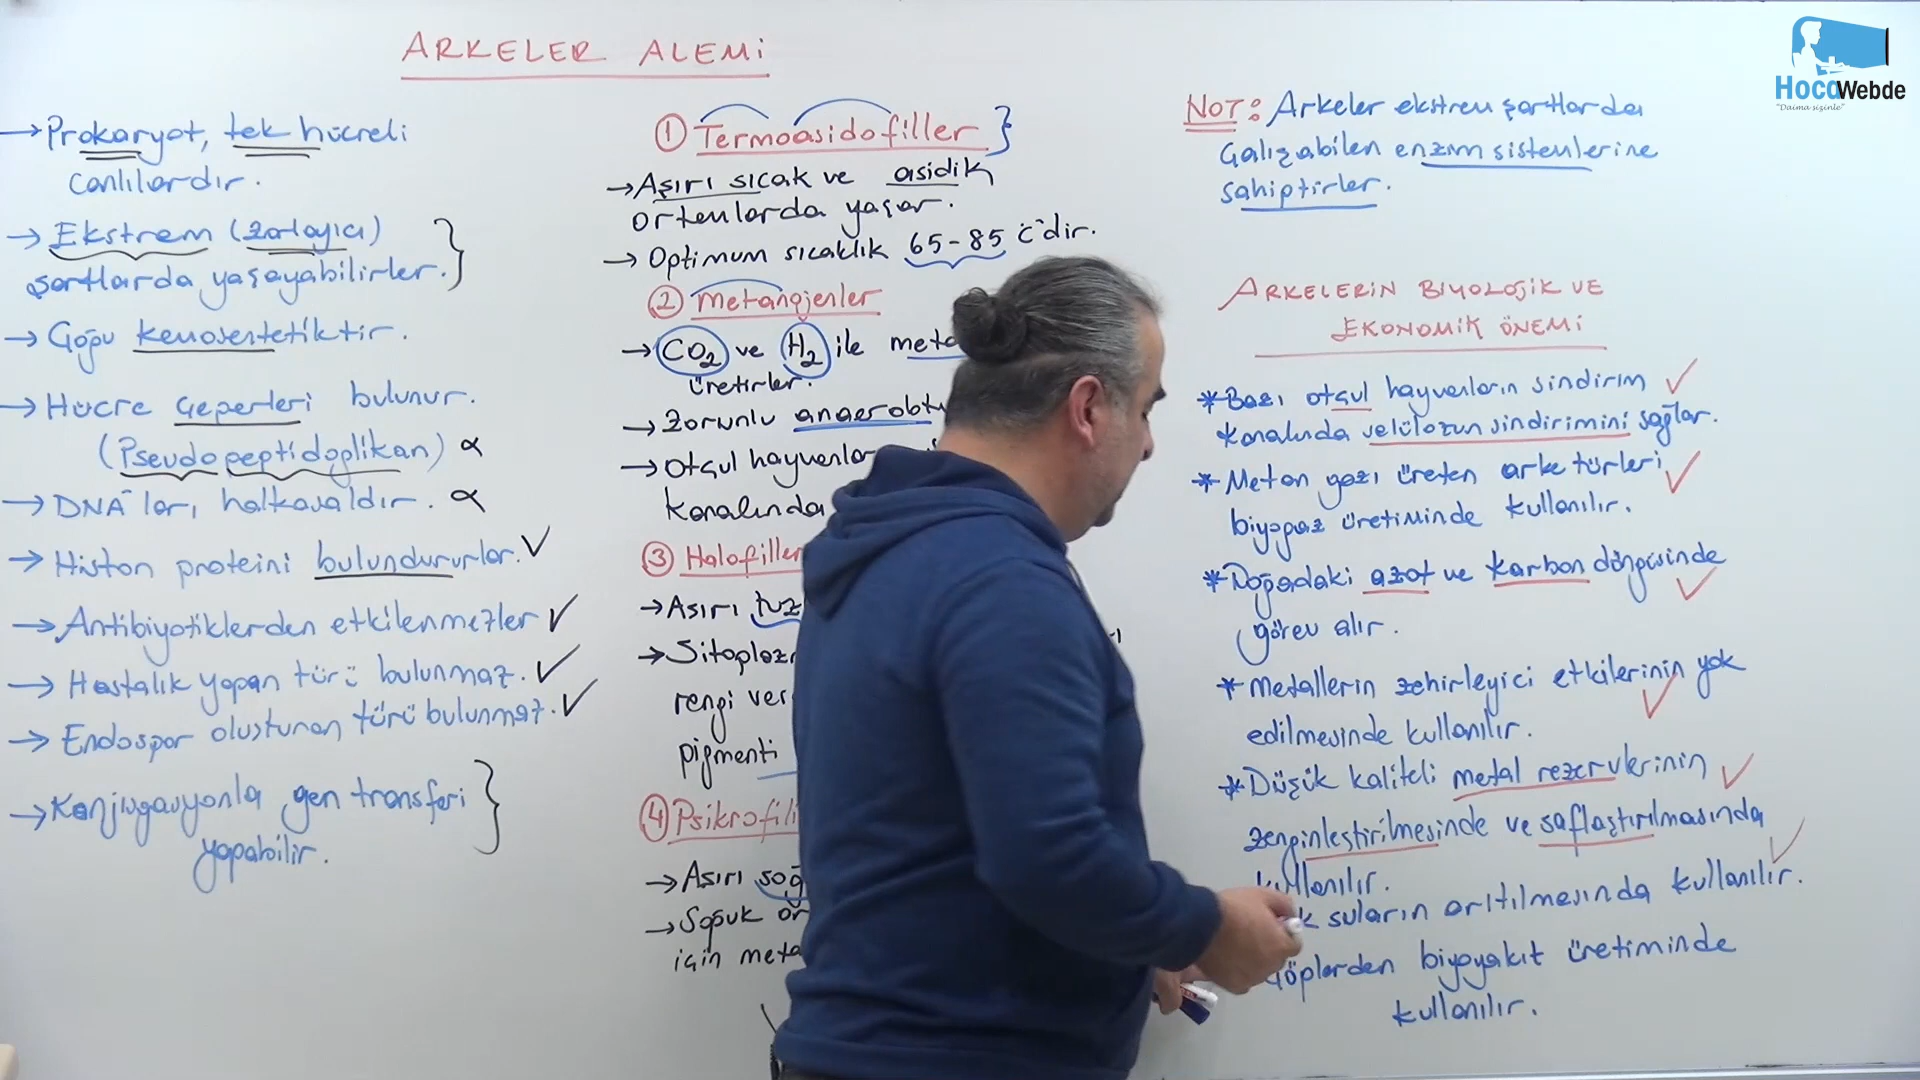 ARKELER ALEMİ
→ Prokaryot, tek hücreli
canlılardır.
→ Ekstrem (zorlayıcı)
şartlarda yaşayabilirler.
→ Çoğu kemosentetiktir.
→ Hücre çeperleri bulunur.
(Pseudopeptidoglikan) α
→ DNA'ları halkasaldır. α
→ Histon proteini bulundururlar. ✓
→ Antibiyotiklerden etkilenmezler ✓
→ Hastalık yapan türü bulunmaz. ✓
→ Endospor oluşturan türü bulunmaz. ✓
→ Konjugasyonla gen transferi
yapabilir.
① Termoasidofiller
→ Aşırı sıcak ve asidik
ortamlarda yaşar.
→ Optimum sıcaklık 65-85 C°dir.
② Metanojenler
→ CO2 ve H2 ile
üretirler.
→ Zorunlu
→ Otçul
kanalında
③ Halofiller
→ Aşırı tuz
→
rengi
pigmenti
④
→ Aşırı
→ Soğuk
için
NOT: Arkeler ekstrem şartlarda
çalışabilen enzim sistemlerine
sahiptirler.
ARKELERİN BİYOLOJİK VE
EKONOMİK ÖNEMİ
* Bazı otçul hayvanların sindirim ✓
kanalında selülozun sindirimini sağlar.
* Metan gazı üreten arke türleri ✓
biyogaz üretiminde kullanılır.
* Doğadaki azot ve karbon döngüsünde ✓
görev alır.
* Metallerin zehirleyici etkilerinin yok ✓
edilmesinde kullanılır.
* Düşük kaliteli metal rezervlerinin ✓
zenginleştirilmesinde ve saflaştırılmasında
kullanılır.
suların arıtılmasında kullanılır. ✓
biyoyakıt üretiminde
kullanılır.
HocaWebde
"Daima sizinle"